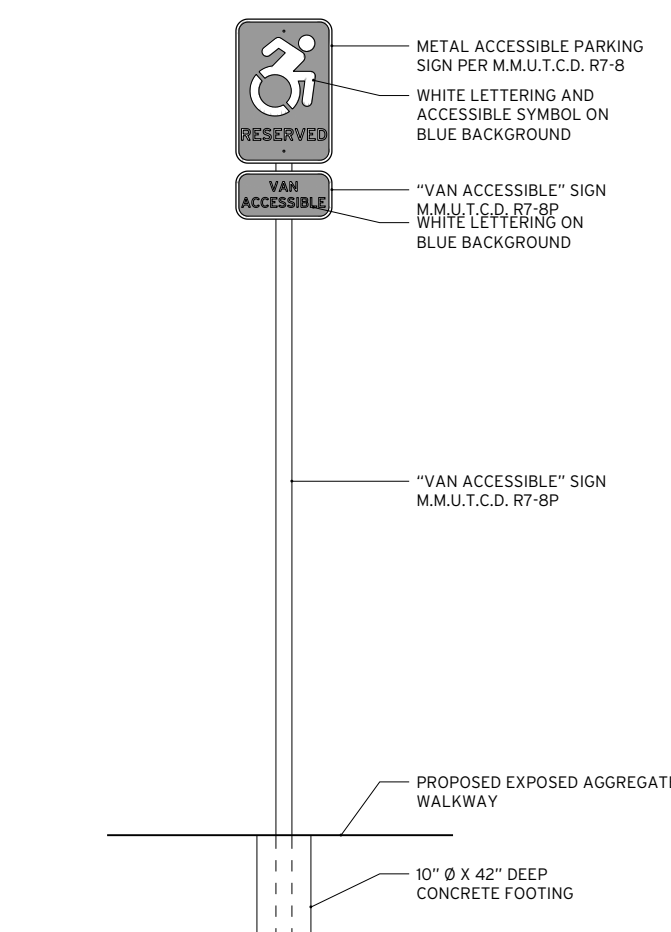 RESERVED
VAN
ACCESSIBLE
METAL ACCESSIBLE PARKING
SIGN PER M.M.U.T.C.D. R7-8
WHITE LETTERING AND
ACCESSIBLE SYMBOL ON
BLUE BACKGROUND
“VAN ACCESSIBLE” SIGN
M.M.U.T.C.D. R7-8P
WHITE LETTERING ON
BLUE BACKGROUND
“VAN ACCESSIBLE” SIGN
M.M.U.T.C.D. R7-8P
PROPOSED EXPOSED AGGREGAT
WALKWAY
10” Ø X 42” DEEP
CONCRETE FOOTING